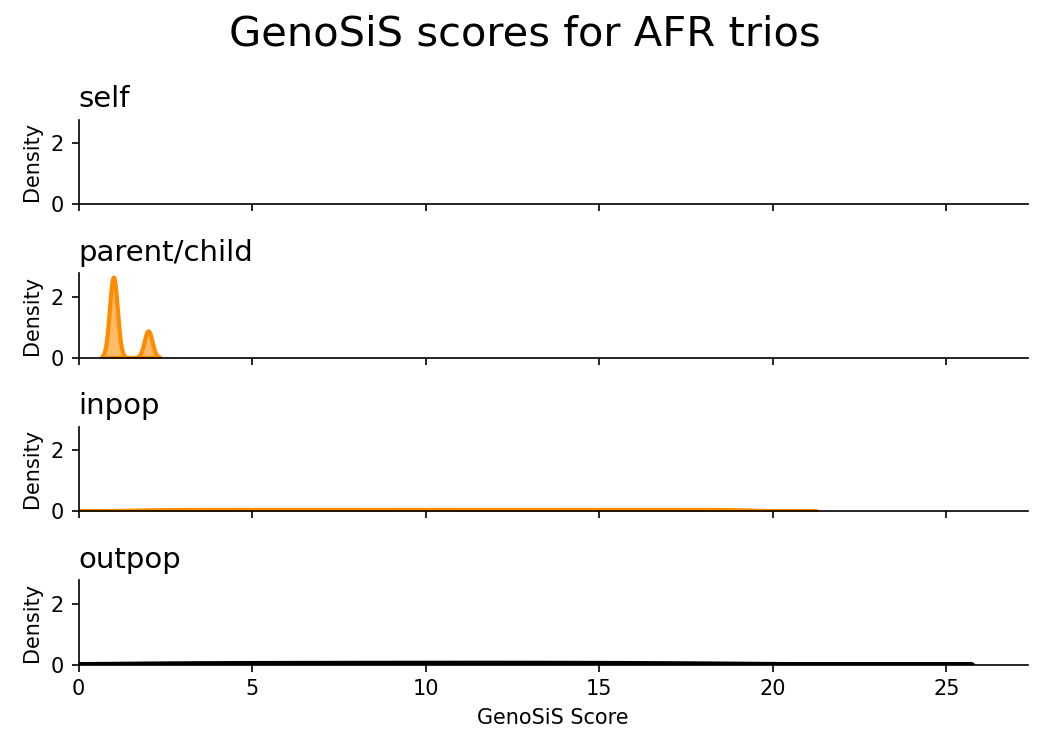 GenoSiS scores for AFR trios
self
Density
2
0
parent/child
Density
2
0
inpop
Density
2
0
outpop
Density
2
0
0 5 10 15 20 25
GenoSiS Score